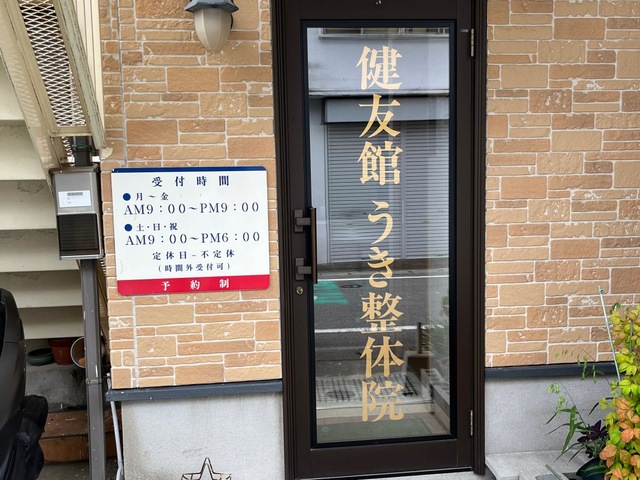 健友館 うき整体院
受付時間
●月～金
AM9：00～PM9：00
●土・日・祝
AM9：00～PM6：00
定休日－不定休
（時間外受付可）
予約制